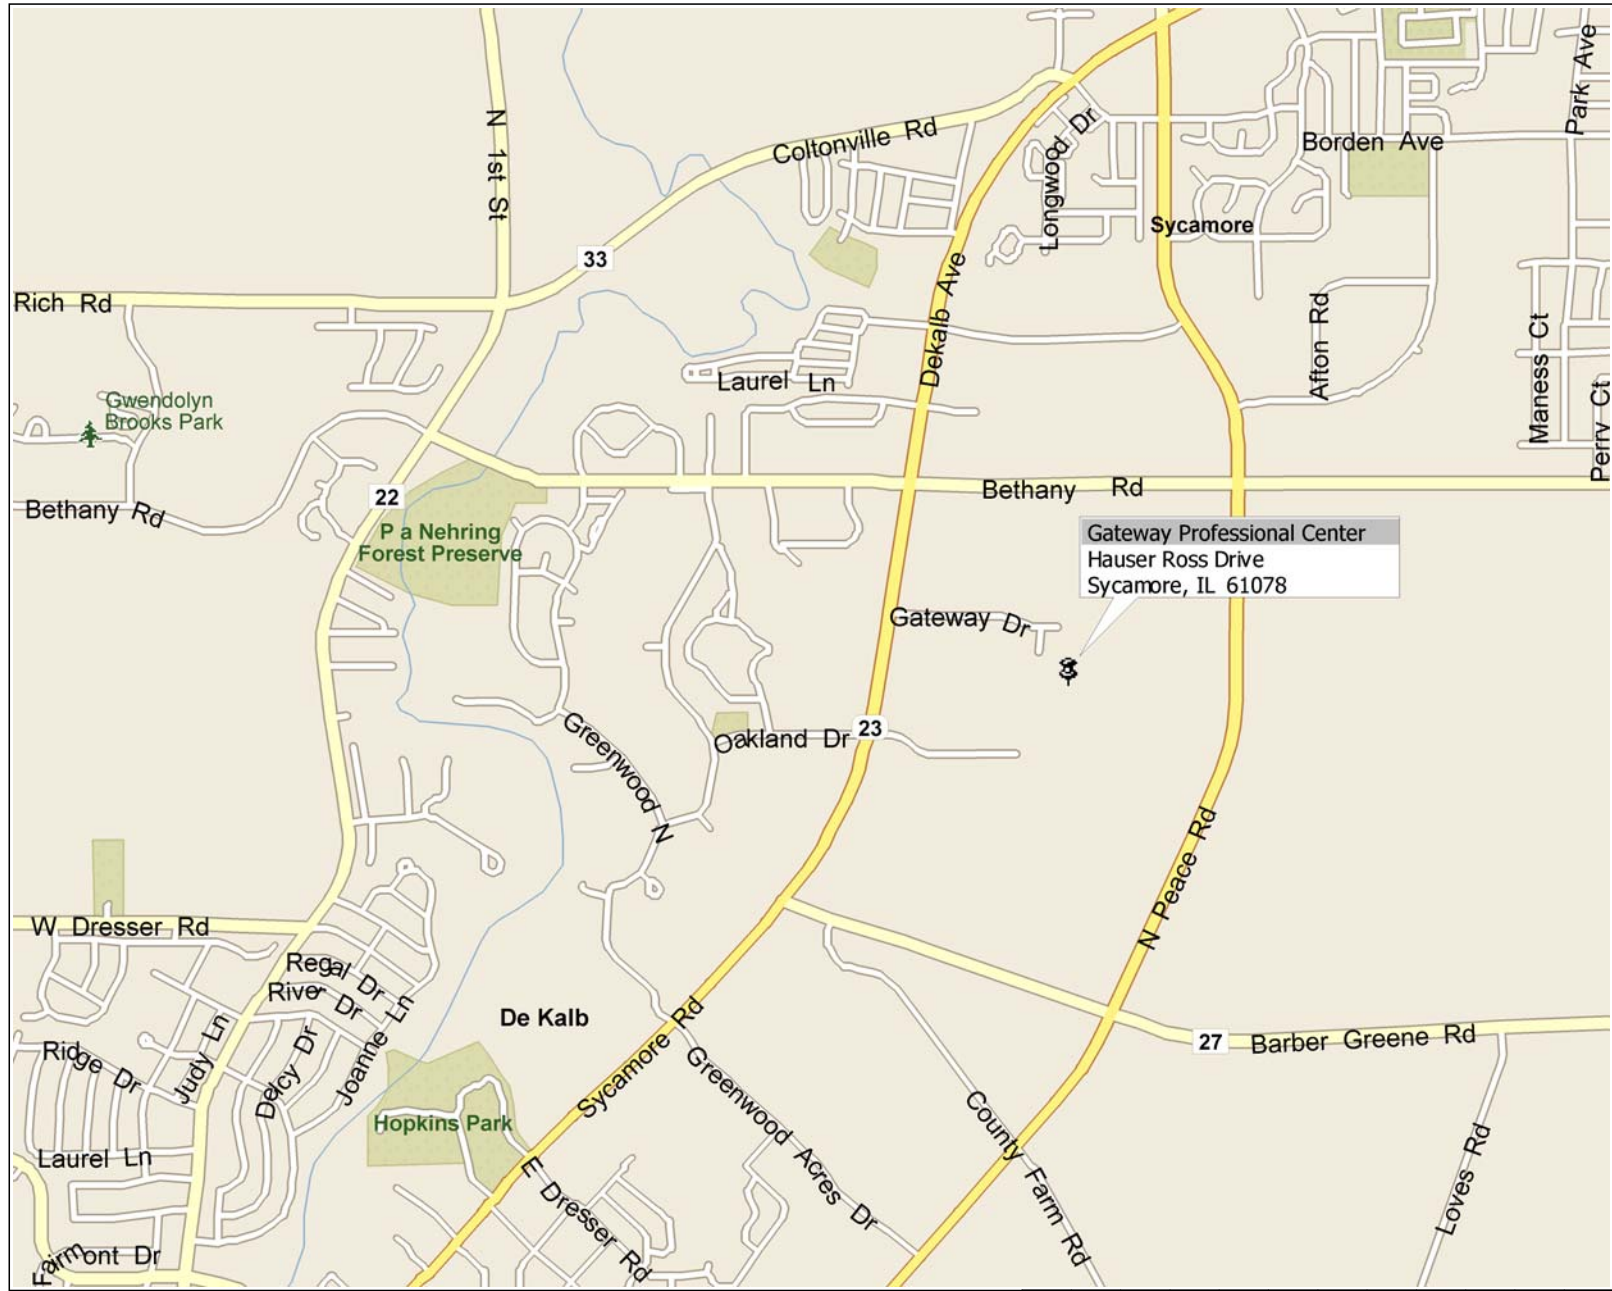 N 1st St
Coltonville Rd
Longwood Dr
Borden Ave
Park Ave
Sycamore
33
Rich Rd
Dekalb Ave
Afton Rd
Maness Ct
Perry Ct
Laurel Ln
Gwendolyn
Brooks Park
22
Bethany Rd
Bethany Rd
P a Nehring
Forest Preserve
Gateway Professional Center
Hauser Ross Drive
Sycamore, IL 61078
Gateway Dr
23
Oakland Dr
Greenwood N
N Peace Rd
W Dresser Rd
Regal Dr
River Dr
De Kalb
Sycamore Rd
27
Barber Greene Rd
Judy Ln
Delcy Dr
Joanne Ln
Ridge Dr
Hopkins Park
Greenwood Acres Dr
County Farm Rd
Loves Rd
Laurel Ln
E Dresser Rd
Fairmont Dr